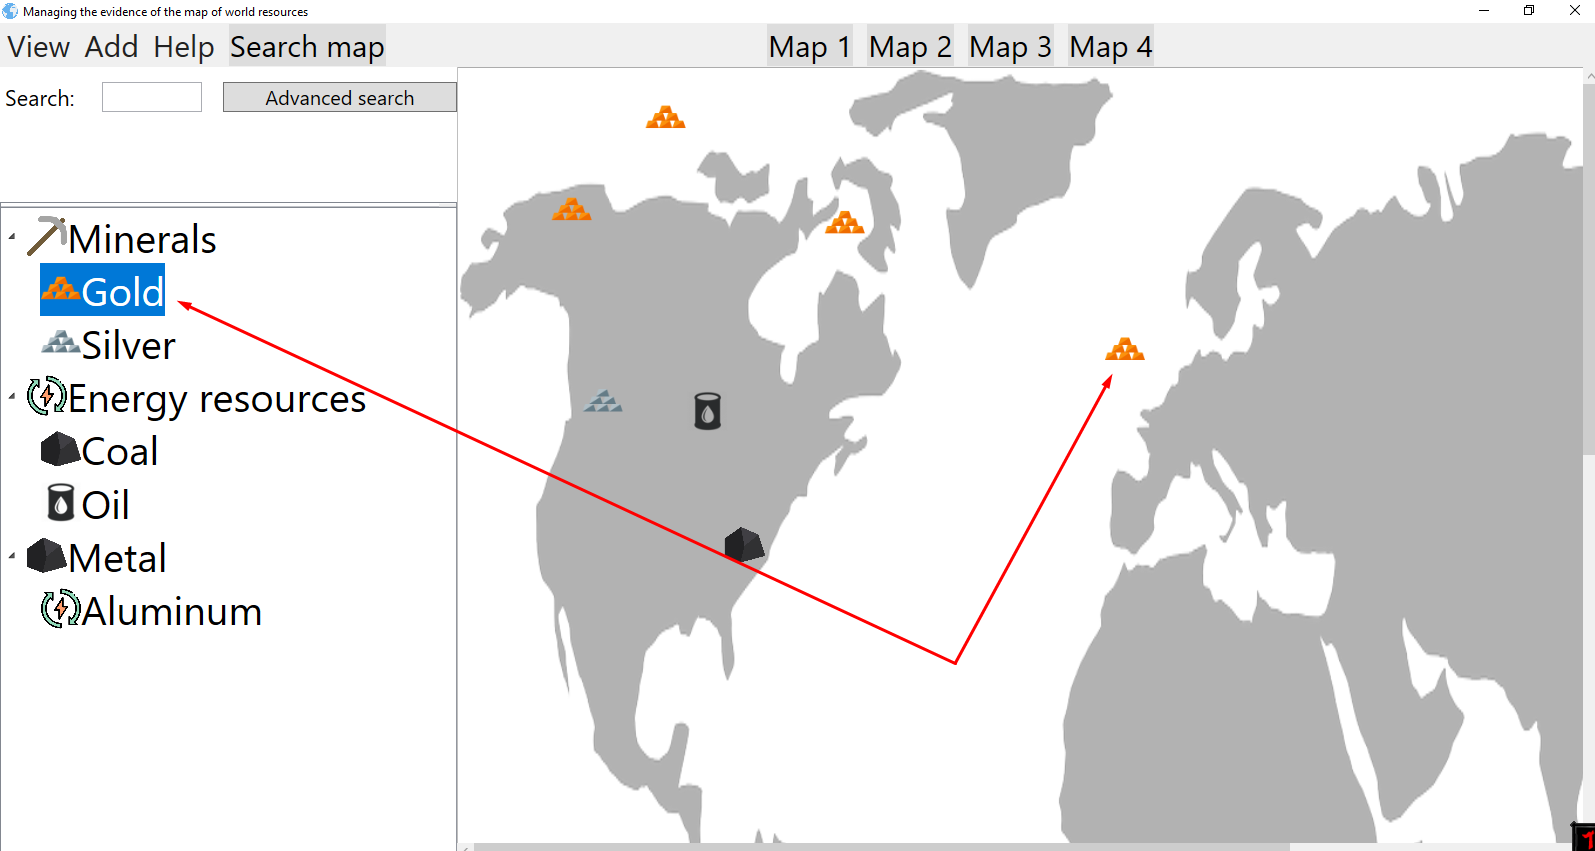 Managing the evidence of the map of world resources
View Add Help Search map Map 1 Map 2 Map 3 Map 4
Search: Advanced search
Minerals
Gold
Silver
Energy resources
Coal
Oil
Metal
Aluminum